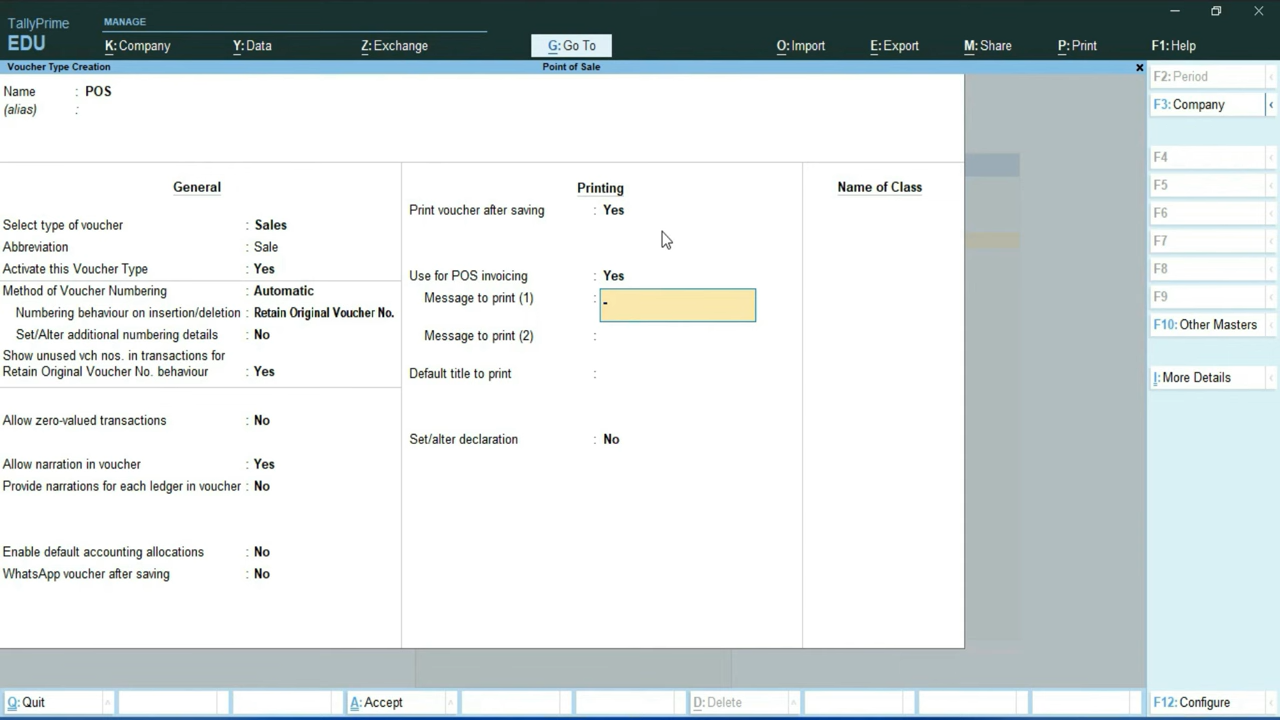 TallyPrime
EDU
MANAGE
K: Company
Y: Data
Z: Exchange
G: Go To
O: Import
E: Export
M: Share
P: Print
F1: Help
Voucher Type Creation
Point of Sale
×
F2: Period
F3: Company
F4
F5
F6
F7
F8
F9
F10: Other Masters
I: More Details
Name : POS
(alias) :
General
Select type of voucher : Sales
Abbreviation : Sale
Activate this Voucher Type : Yes
Method of Voucher Numbering : Automatic
Numbering behaviour on insertion/deletion : Retain Original Voucher No.
Set/Alter additional numbering details : No
Show unused vch nos. in transactions for
Retain Original Voucher No. behaviour : Yes
Allow zero-valued transactions : No
Allow narration in voucher : Yes
Provide narrations for each ledger in voucher : No
Enable default accounting allocations : No
WhatsApp voucher after saving : No
Printing
Print voucher after saving : Yes
Use for POS invoicing : Yes
Message to print (1) :
Message to print (2) :
Default title to print :
Set/alter declaration : No
Name of Class
Q: Quit
A: Accept
D: Delete
F12: Configure